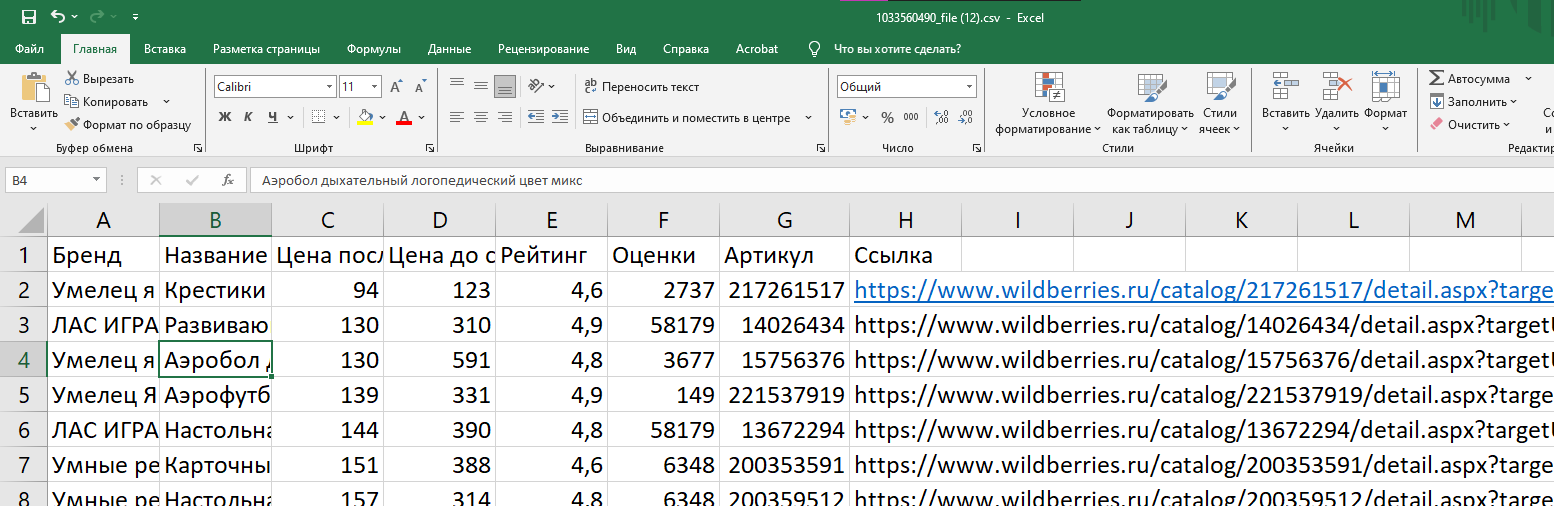 1033560490_file (12).csv - Excel
Файл Главная Вставка Разметка страницы Формулы Данные Рецензирование Вид Справка Acrobat Что вы хотите сделать?
Вставить
Вырезать
Копировать
Формат по образцу
Буфер обмена
Calibri 11
Ж К Ч
Шрифт
Переносить текст
Объединить и поместить в центре
Выравнивание
Общий
% 000
Число
Условное форматирование
Форматировать как таблицу
Стили ячеек
Стили
Вставить Удалить Формат
Ячейки
Автосумма
Заполнить
Очистить
Редактир
B4 fx Аэробол дыхательный логопедический цвет микс
A B C D E F G H I J K L M
1 Бренд Название Цена посл Цена до с Рейтинг Оценки Артикул Ссылка
2 Умелец я Крестики 94 123 4,6 2737 217261517 https://www.wildberries.ru/catalog/217261517/detail.aspx?targe
3 ЛАС ИГРА Развиваю 130 310 4,9 58179 14026434 https://www.wildberries.ru/catalog/14026434/detail.aspx?target
4 Умелец я Аэробол д 130 591 4,8 3677 15756376 https://www.wildberries.ru/catalog/15756376/detail.aspx?target
5 Умелец Я Аэрофутб 139 331 4,9 149 221537919 https://www.wildberries.ru/catalog/221537919/detail.aspx?targe
6 ЛАС ИГРА Настольна 144 390 4,8 58179 13672294 https://www.wildberries.ru/catalog/13672294/detail.aspx?target
7 Умные ре Карточны 151 388 4,6 6348 200353591 https://www.wildberries.ru/catalog/200353591/detail.aspx?targe
8 Умные ре Настольна 157 314 4,8 6348 200359512 https://www.wildberries.ru/catalog/200359512/detail.aspx?targe